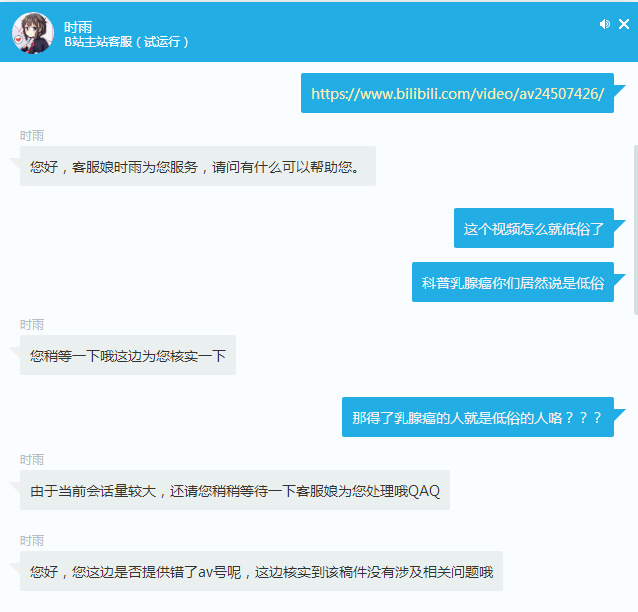 时雨
B站主站客服（试运行）
https://www.bilibili.com/video/av24507426/
时雨
您好，客服娘时雨为您服务，请问有什么可以帮助您。
这个视频怎么就低俗了
科普乳腺癌你们居然说是低俗
时雨
您稍等一下哦这边为您核实一下
那得了乳腺癌的人就是低俗的人咯？？？
时雨
由于当前会话量较大，还请您稍稍等待一下客服娘为您处理哦QAQ
时雨
您好，您这边是否提供错了av号呢，这边核实到该稿件没有涉及相关问题哦